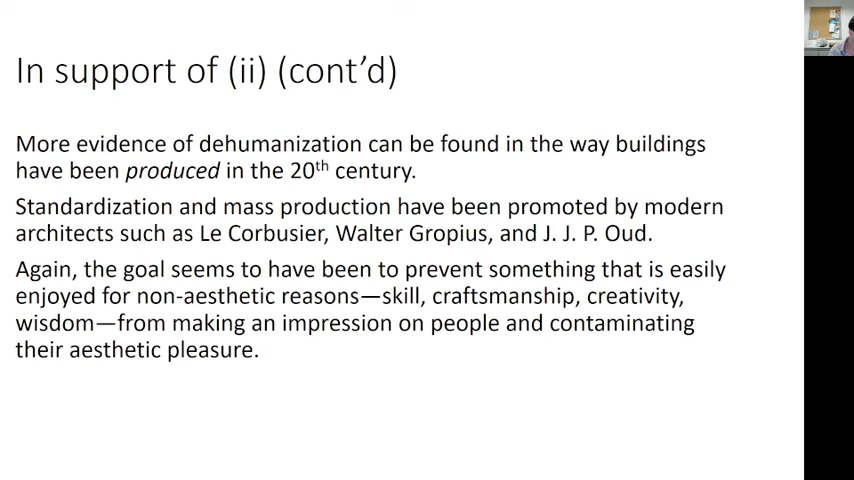 In support of (ii) (cont’d)
More evidence of dehumanization can be found in the way buildings
have been produced in the 20th century.
Standardization and mass production have been promoted by modern
architects such as Le Corbusier, Walter Gropius, and J. J. P. Oud.
Again, the goal seems to have been to prevent something that is easily
enjoyed for non-aesthetic reasons—skill, craftsmanship, creativity,
wisdom—from making an impression on people and contaminating
their aesthetic pleasure.